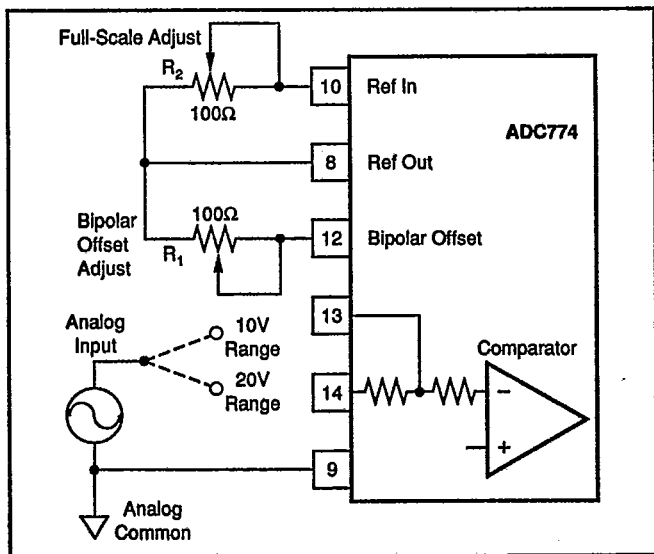 Full-Scale Adjust
R2
100Ω
10
Ref In
ADC774
8
Ref Out
100Ω
Bipolar
Offset
Adjust
R1
12
Bipolar Offset
13
Analog
Input
10V
Range
20V
Range
Comparator
14
−
+
9
Analog
Common